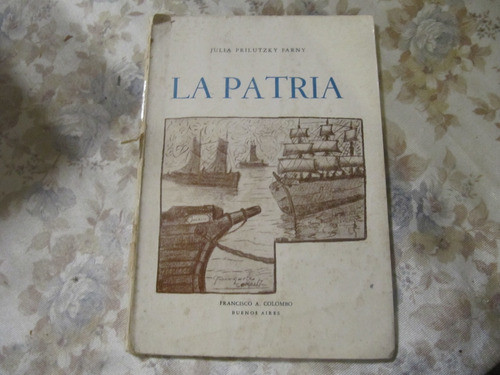 JULIA PRILUTZKY FARNY
LA PATRIA
FRANCISCO A. COLOMBO
BUENOS AIRES